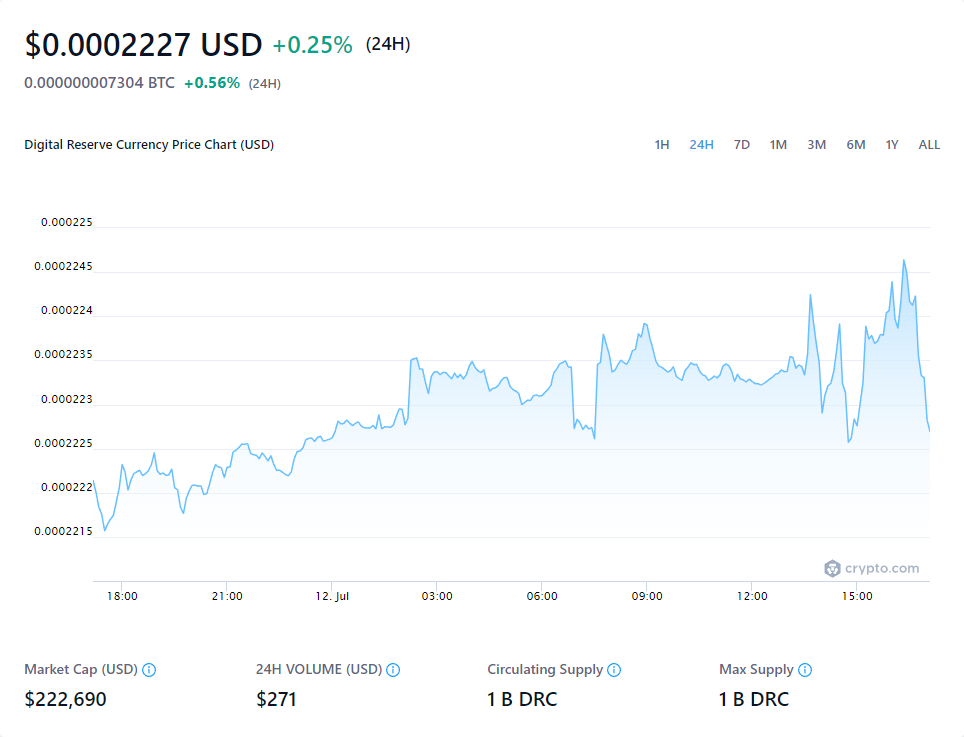 $0.0002227 USD +0.25% (24H)
0.000000007304 BTC +0.56% (24H)
Digital Reserve Currency Price Chart (USD) 1H 24H 7D 1M 3M 6M 1Y ALL
0.000225
0.0002245
0.000224
0.0002235
0.000223
0.0002225
0.000222
0.0002215
crypto.com
18:00 21:00 12. Jul 03:00 06:00 09:00 12:00 15:00
Market Cap (USD) 24H VOLUME (USD) Circulating Supply Max Supply
$222,690 $271 1 B DRC 1 B DRC